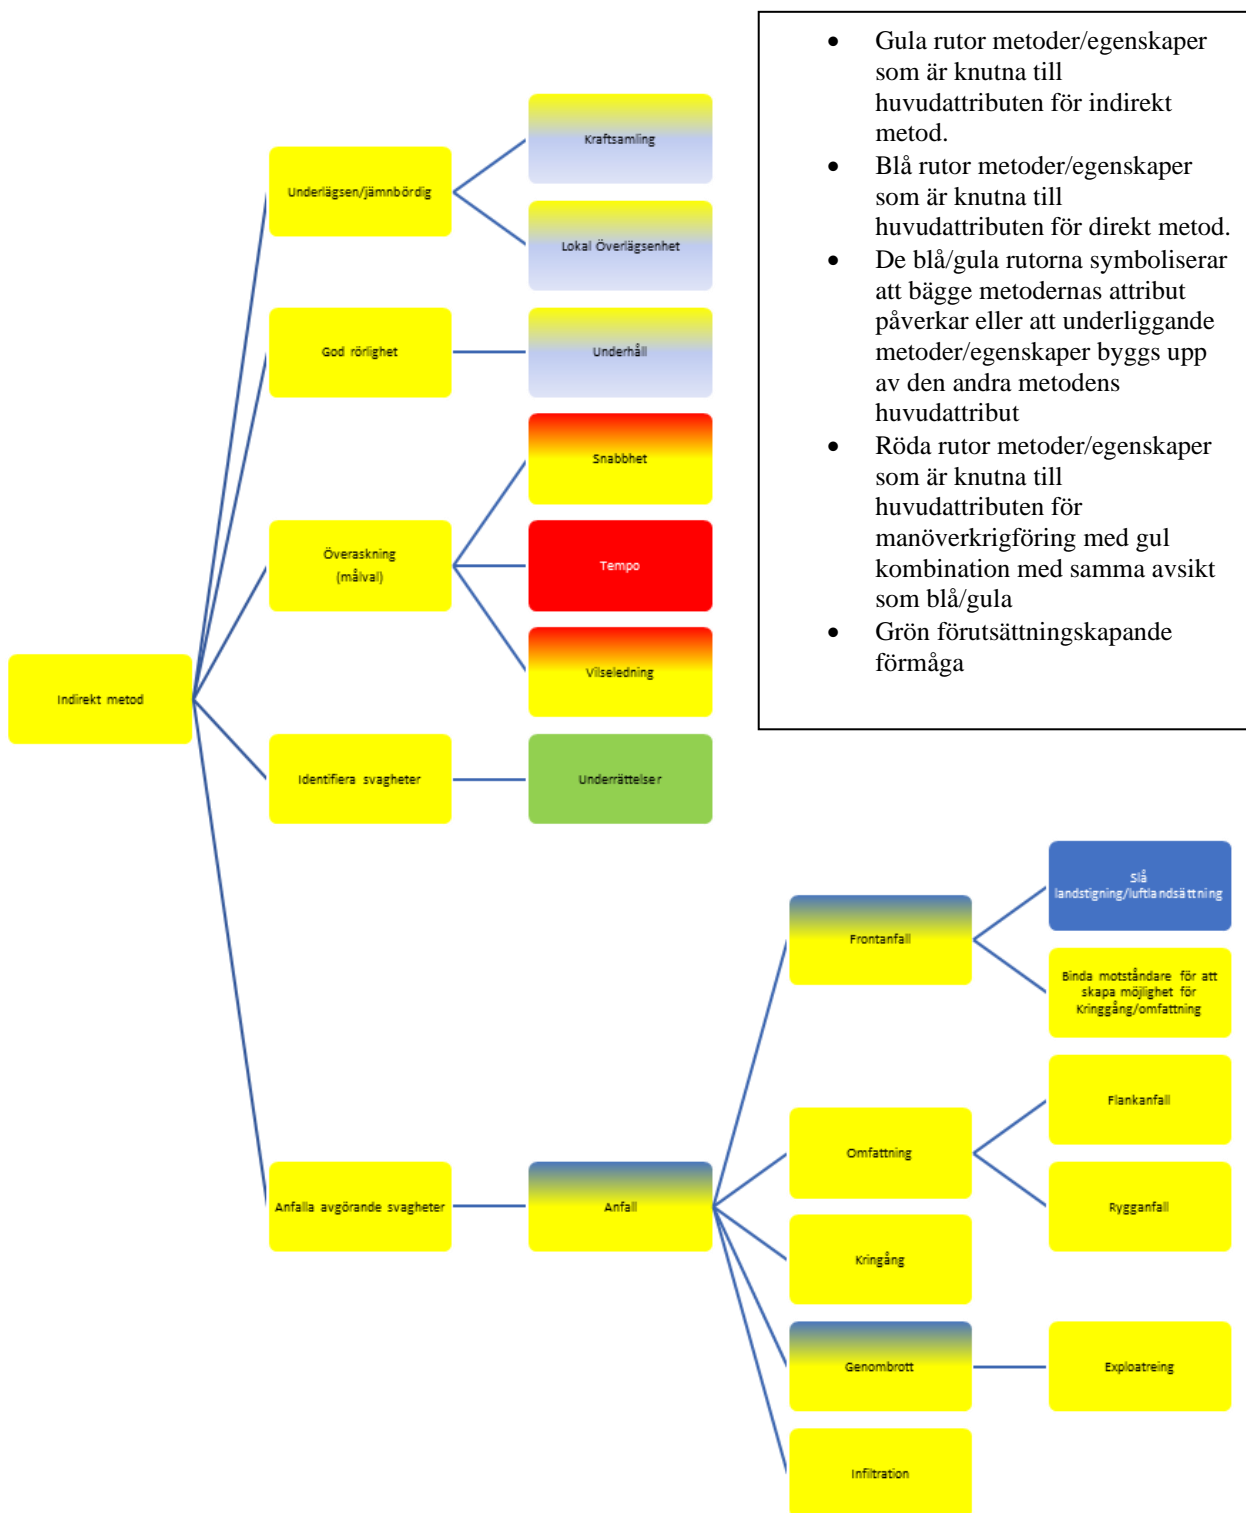 • Gula rutor metoder/egenskaper
som är knutna till
huvudattributen för indirekt
metod.
• Blå rutor metoder/egenskaper
som är knutna till
huvudattributen för direkt metod.
• De blå/gula rutorna symboliserar
att bägge metodernas attribut
påverkar eller att underliggande
metoder/egenskaper byggs upp
av den andra metodens
huvudattribut
• Röda rutor metoder/egenskaper
som är knutna till
huvudattributen för
manöverkrigföring med gul
kombination med samma avsikt
som blå/gula
• Grön förutsättningskapande
förmåga
Indirekt metod
Underlägsen/jämnbördig
Kraftsamling
Lokal Överlägsenhet
God rörlighet
Underhåll
Överaskning
(målval)
Snabbhet
Tempo
Vilseledning
Identifiera svagheter
Underrättelser
Anfalla avgörande svagheter
Anfall
Frontanfall
Slå
landstigning/luftlandsättning
Binda motståndare för att
skapa möjlighet för
Kringgång/omfattning
Omfattning
Flankanfall
Rygganfall
Kringång
Genombrott
Exploatreing
Infiltration